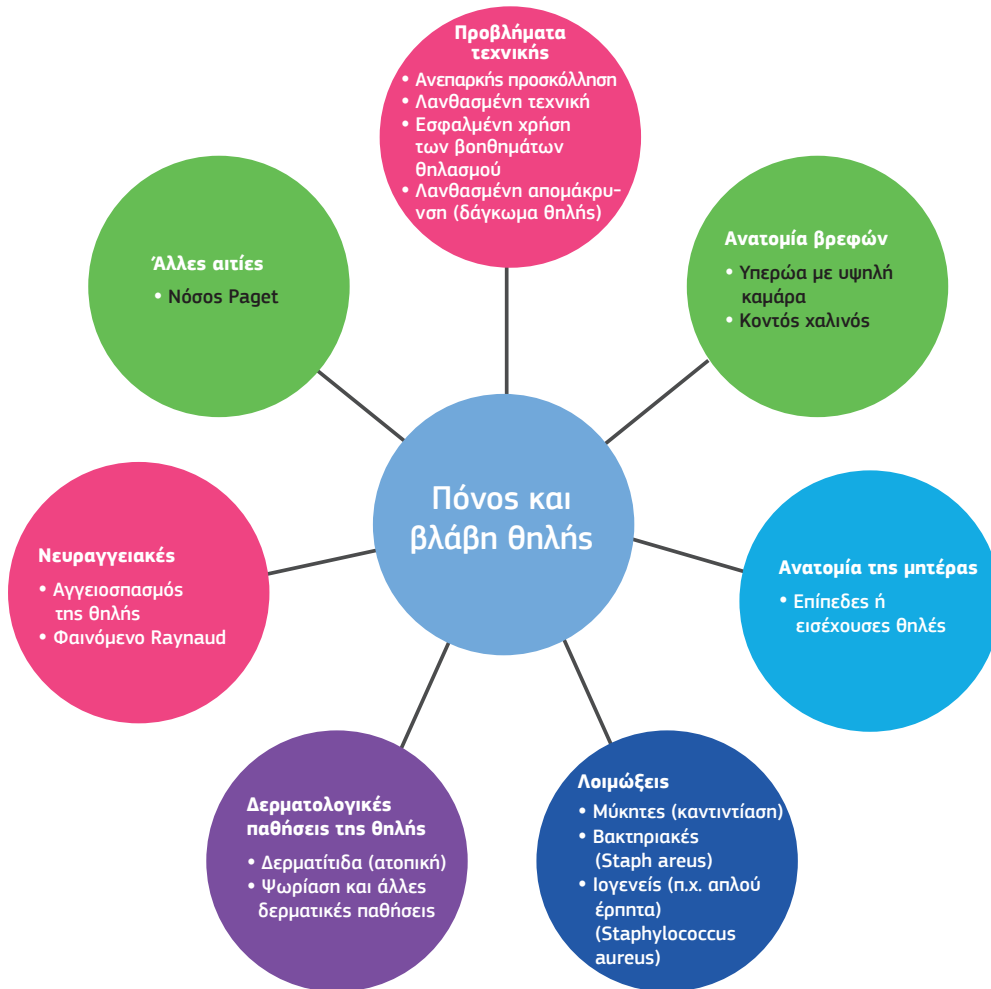 Προβλήματα
τεχνικής
• Ανεπαρκής προσκόλληση
• Λανθασμένη τεχνική
• Εσφαλμένη χρήση
των βοηθημάτων
θηλασμού
• Λανθασμένη απομάκρυ-
νση (δάγκωμα θηλής)
Ανατομία βρεφών
• Υπερώα με υψηλή
καμάρα
• Κοντός χαλινός
Ανατομία της μητέρας
• Επίπεδες ή
εισέχουσες θηλές
Λοιμώξεις
• Μύκητες (καντιντίαση)
• Βακτηριακές
(Staph areus)
• Ιογενείς (π.χ. απλού
έρπητα)
(Staphylococcus
aureus)
Δερματολογικές
παθήσεις της θηλής
• Δερματίτιδα (ατοπική)
• Ψωρίαση και άλλες
δερματικές παθήσεις
Νευραγγειακές
• Αγγειοσπασμός
της θηλής
• Φαινόμενο Raynaud
Άλλες αιτίες
• Νόσος Paget
Πόνος και
βλάβη θηλής